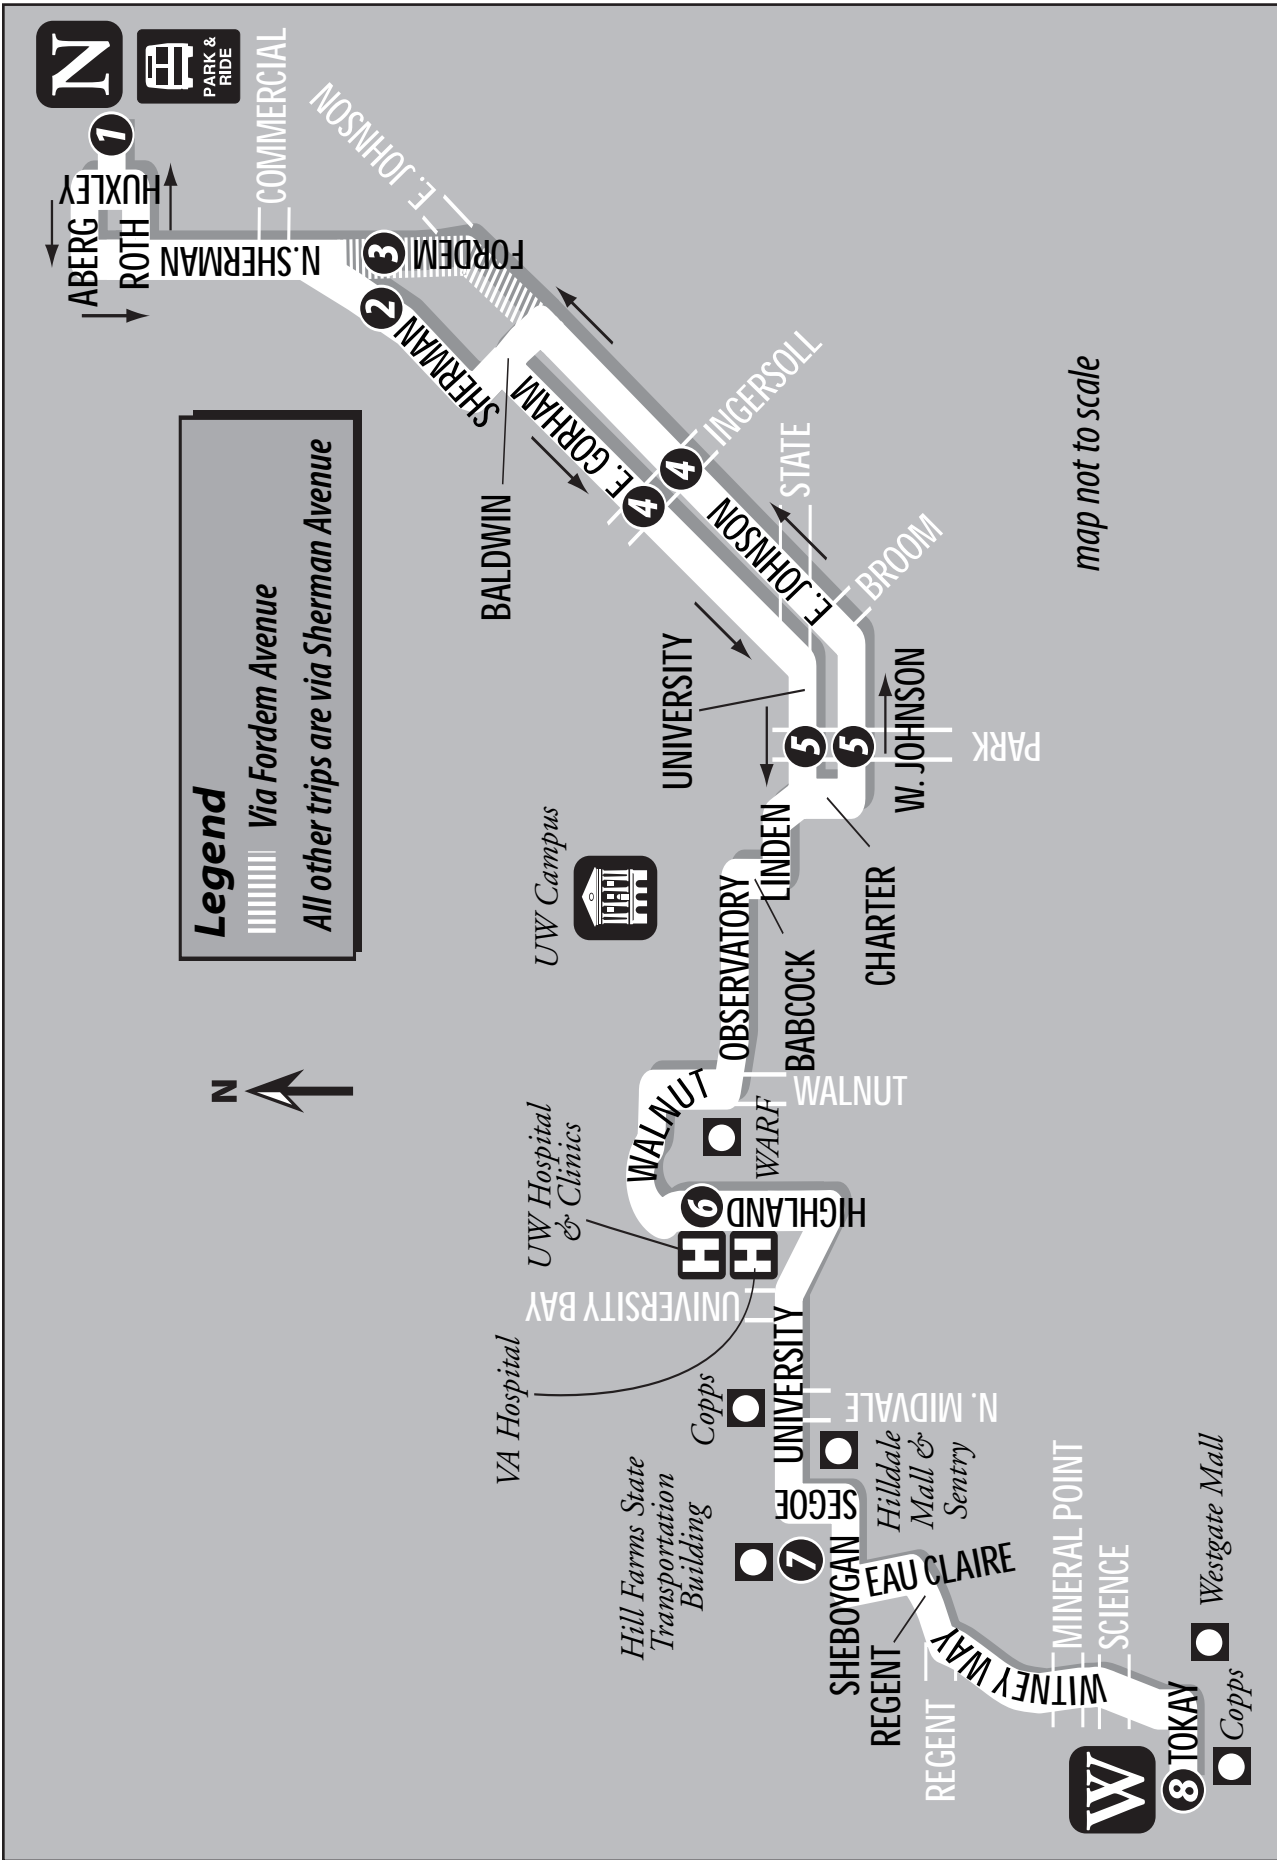 Legend
Via Fordem Avenue
All other trips are via Sherman Avenue
N
N
PARK &
RIDE
1
HUXLEY
ABERG
ROTH
COMMERCIAL
N.SHERMAN
E. JOHNSON
3
FORDEM
2
SHERMAN
BALDWIN
E. GORHAM
4
4
INGERSOLL
STATE
E. JOHNSON
BROOM
UNIVERSITY
5
5
W. JOHNSON
PARK
LINDEN
CHARTER
UW Campus
OBSERVATORY
BABCOCK
WALNUT
WALNUT
WARF
UW Hospital
& Clinics
6
HIGHLAND
H
H
VA Hospital
UNIVERSITY BAY
UNIVERSITY
Copps
N. MIDVALE
Hilldale
Mall &
Sentry
SEGOE
Hill Farms State
Transportation
Building
7
SHEBOYGAN
EAU CLAIRE
REGENT
REGENT
WITNEY WAY
MINERAL POINT
SCIENCE
W
8
TOKAY
Westgate Mall
Copps
map not to scale